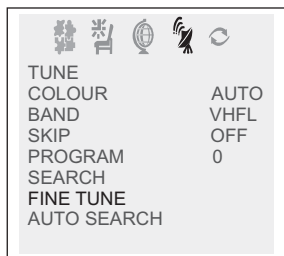 TUNE
COLOUR AUTO
BAND VHFL
SKIP OFF
PROGRAM 0
SEARCH
FINE TUNE
AUTO SEARCH